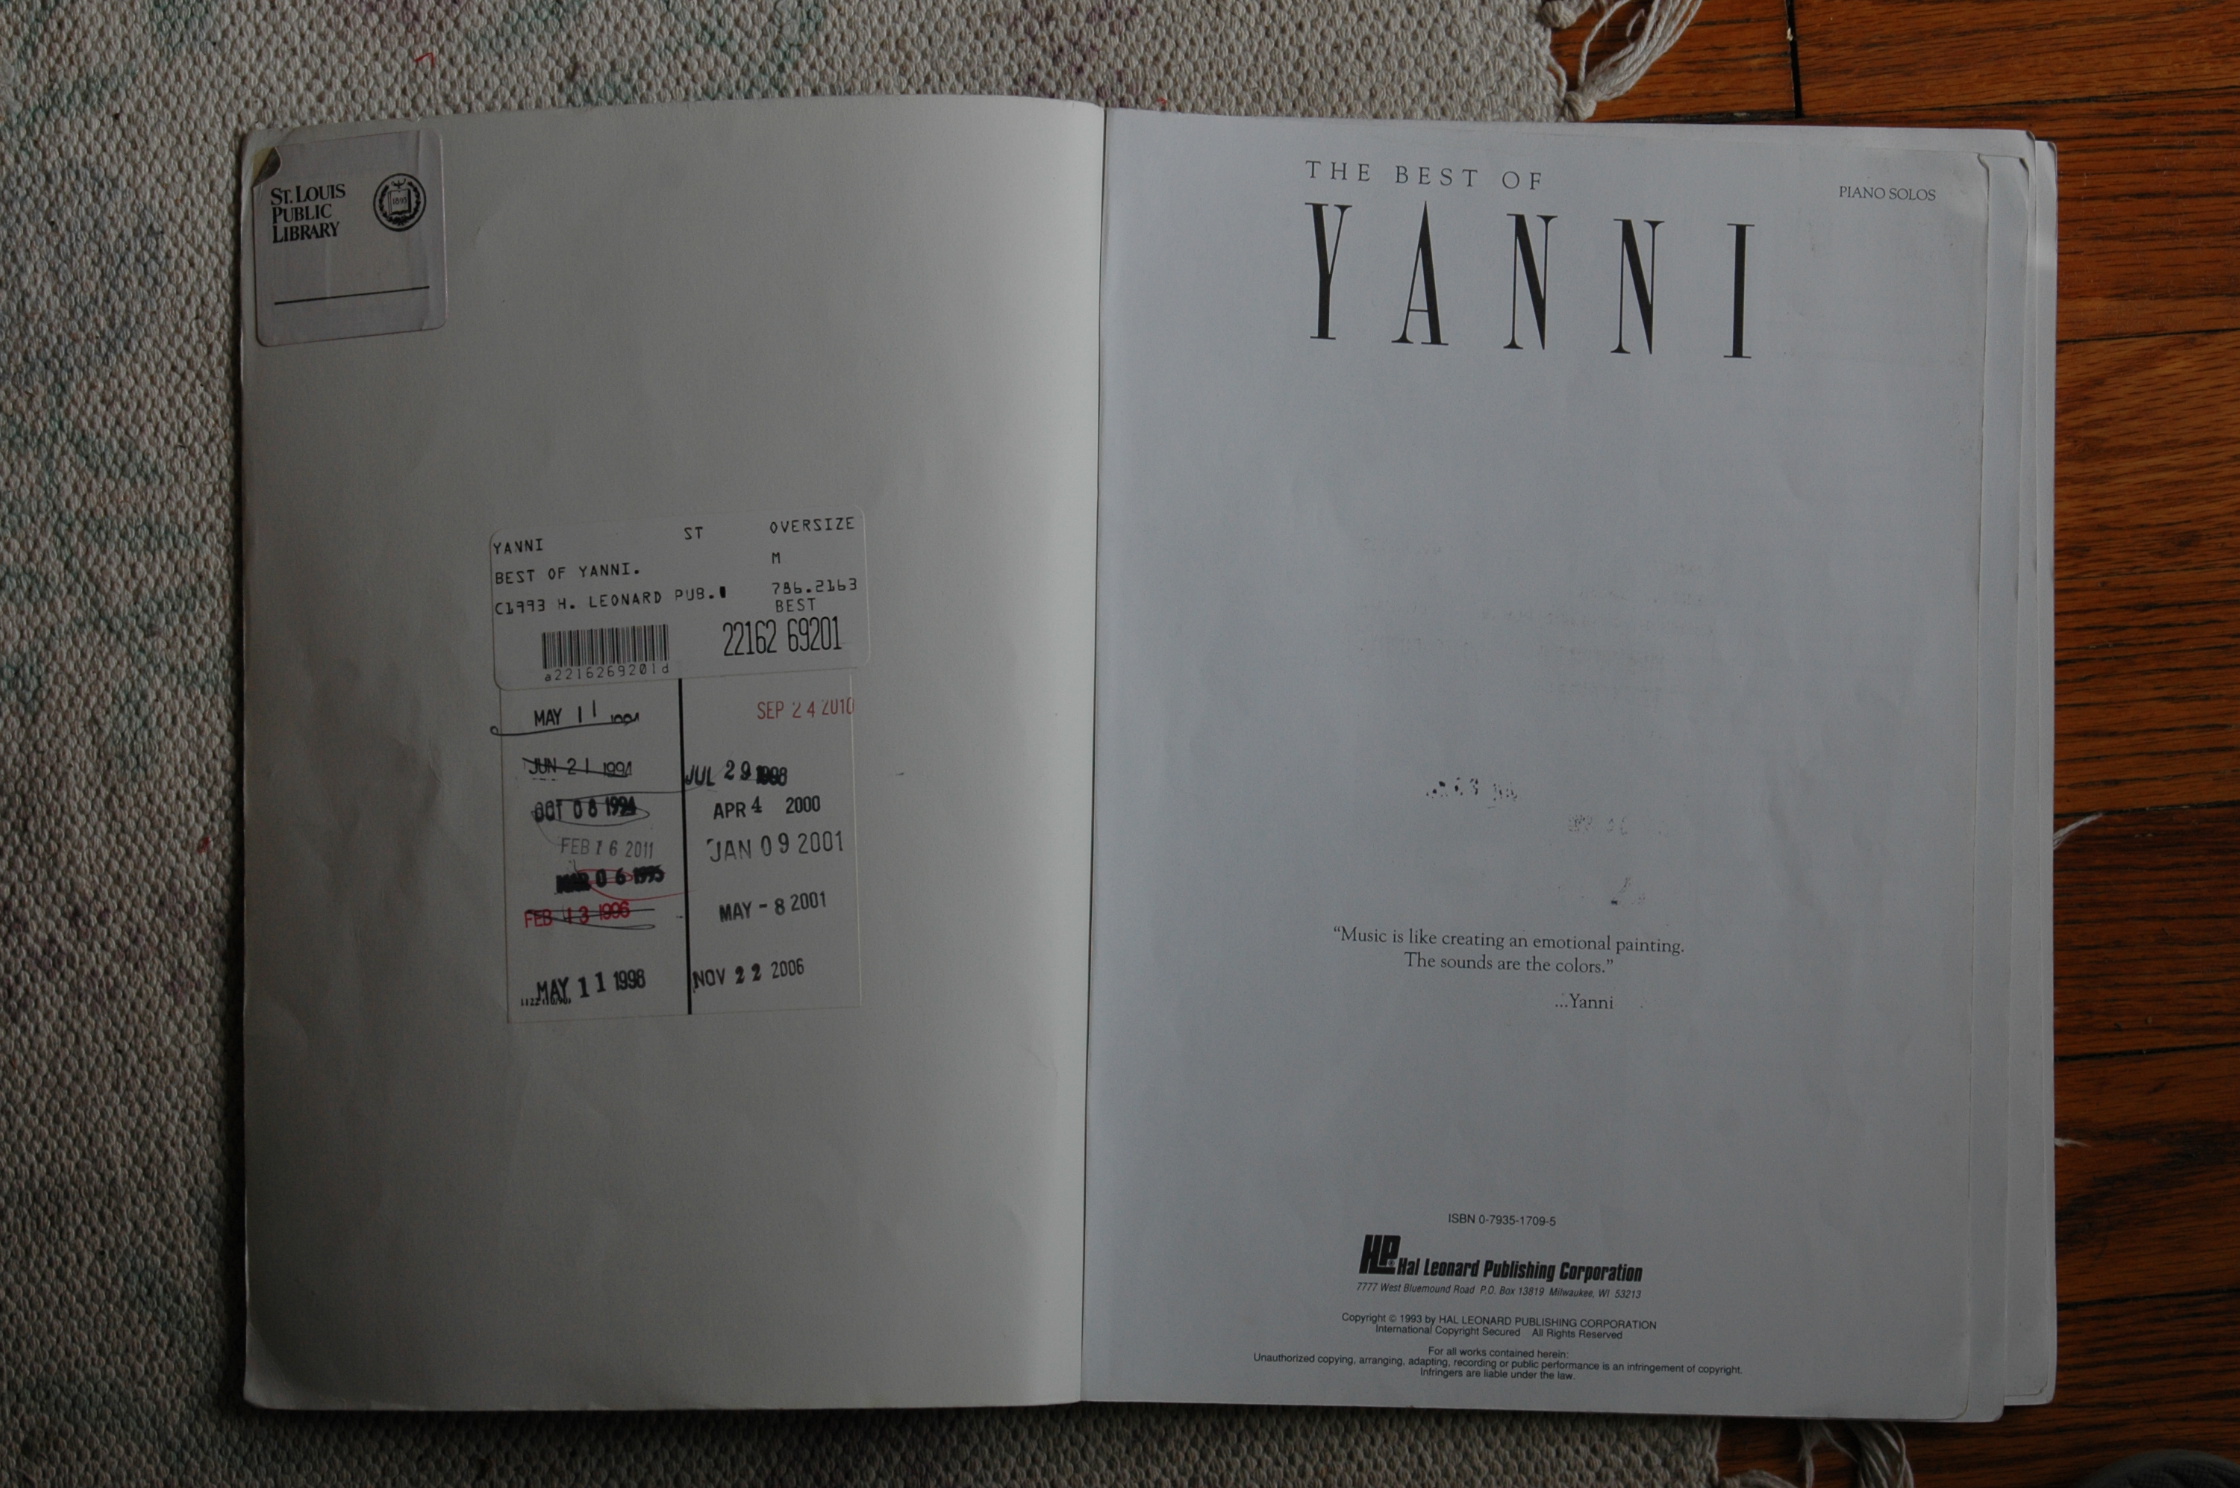 ST. LOUIS
PUBLIC
LIBRARY
1893
YANNI ST OVERSIZE
BEST OF YANNI. M
C1993 H. LEONARD PUB. 786.2163
BEST
22162 69201
a2216269201d
MAY 11 1994
SEP 24 2010
JUN 21 1994
JUL 29 1998
OCT 08 1994
APR 4 2000
FEB 16 2011
JAN 09 2001
MAR 06 1995
FEB 13 1996
MAY - 8 2001
MAY 11 1998
NOV 22 2006
THE BEST OF
PIANO SOLOS
YANNI
“Music is like creating an emotional painting.
The sounds are the colors.”
...Yanni
ISBN 0-7935-1709-5
HL® Hal Leonard Publishing Corporation
7777 West Bluemound Road P.O. Box 13819 Milwaukee, WI 53213
Copyright © 1993 by HAL LEONARD PUBLISHING CORPORATION
International Copyright Secured All Rights Reserved
For all works contained herein:
Unauthorized copying, arranging, adapting, recording or public performance is an infringement of copyright.
Infringers are liable under the law.